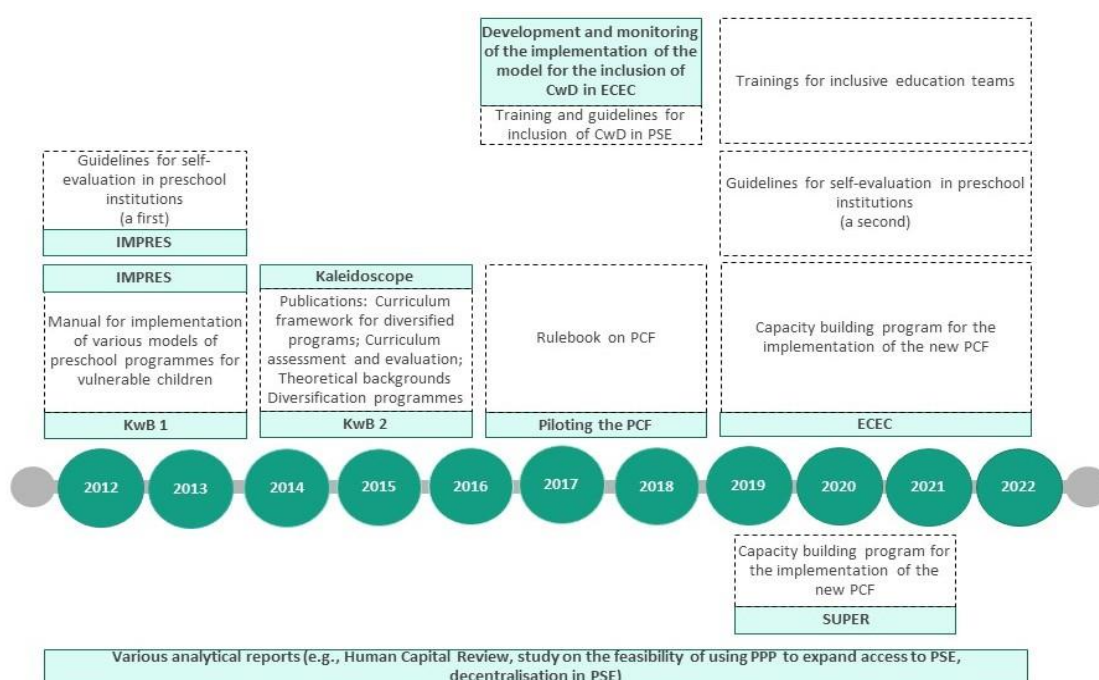 Development and monitoring
of the implementation of the
model for the inclusion of
CwD in ECEC
Training and guidelines for
inclusion of CwD in PSE
Trainings for inclusive education teams
Guidelines for self-
evaluation in preschool
institutions
(a first)
IMPRES
Guidelines for self-evaluation in preschool
institutions
(a second)
IMPRES
Manual for implementation
of various models of
preschool programmes for
vulnerable children
KwB 1
Kaleidoscope
Publications: Curriculum
framework for diversified
programs; Curriculum
assessment and evaluation;
Theoretical backgrounds
Diversification programmes
KwB 2
Rulebook on PCF
Piloting the PCF
Capacity building program for the
implementation of the new PCF
ECEC
2012 2013 2014 2015 2016 2017 2018 2019 2020 2021 2022
Capacity building program for
the implementation of the
new PCF
SUPER
Various analytical reports (e.g., Human Capital Review, study on the feasibility of using PPP to expand access to PSE,
decentralisation in PSE)